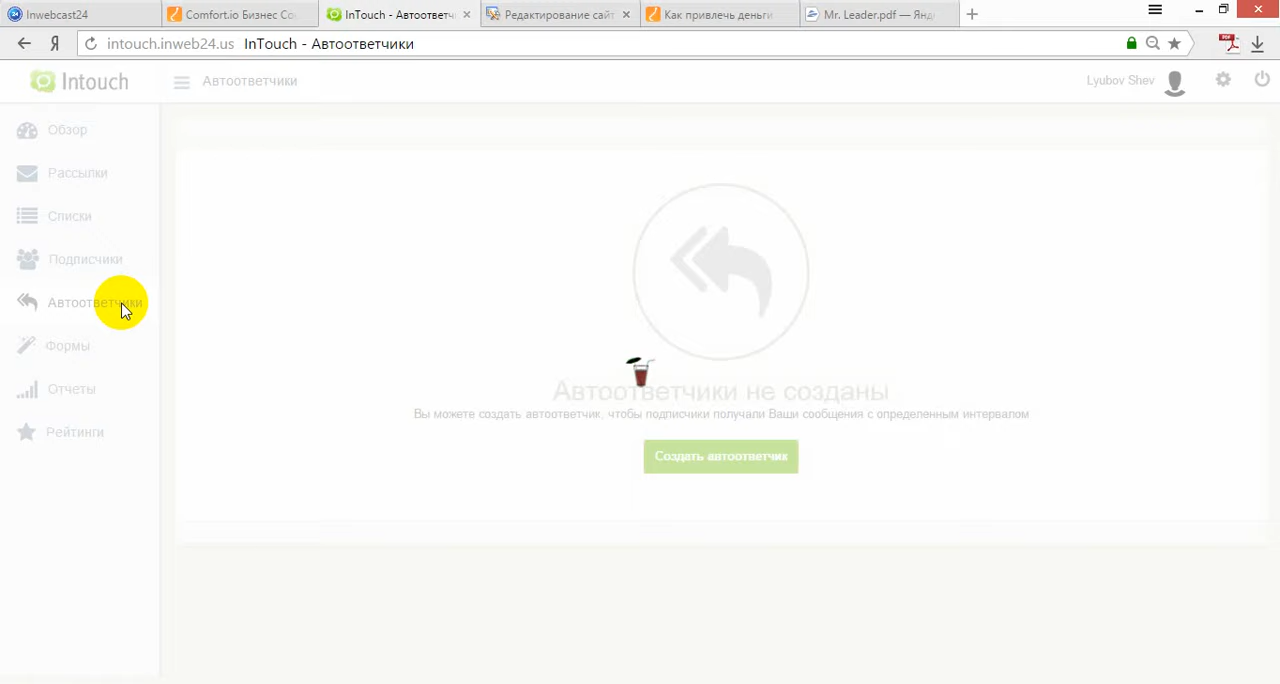 Inwebcast24
Comfort.io Бизнес Со
InTouch - Автоответч
Редактирование сайт
Как привлечь деньги
Mr. Leader.pdf — Янд
Я
intouch.inweb24.us InTouch - Автоответчики
Intouch
Автоответчики
Lyubov Shev
Обзор
Рассылки
Списки
Подписчики
Автоответчики
Формы
Отчеты
Рейтинги
Автоответчики не созданы
Вы можете создать автоответчик, чтобы подписчики получали Ваши сообщения с определенным интервалом
Создать автоответчик